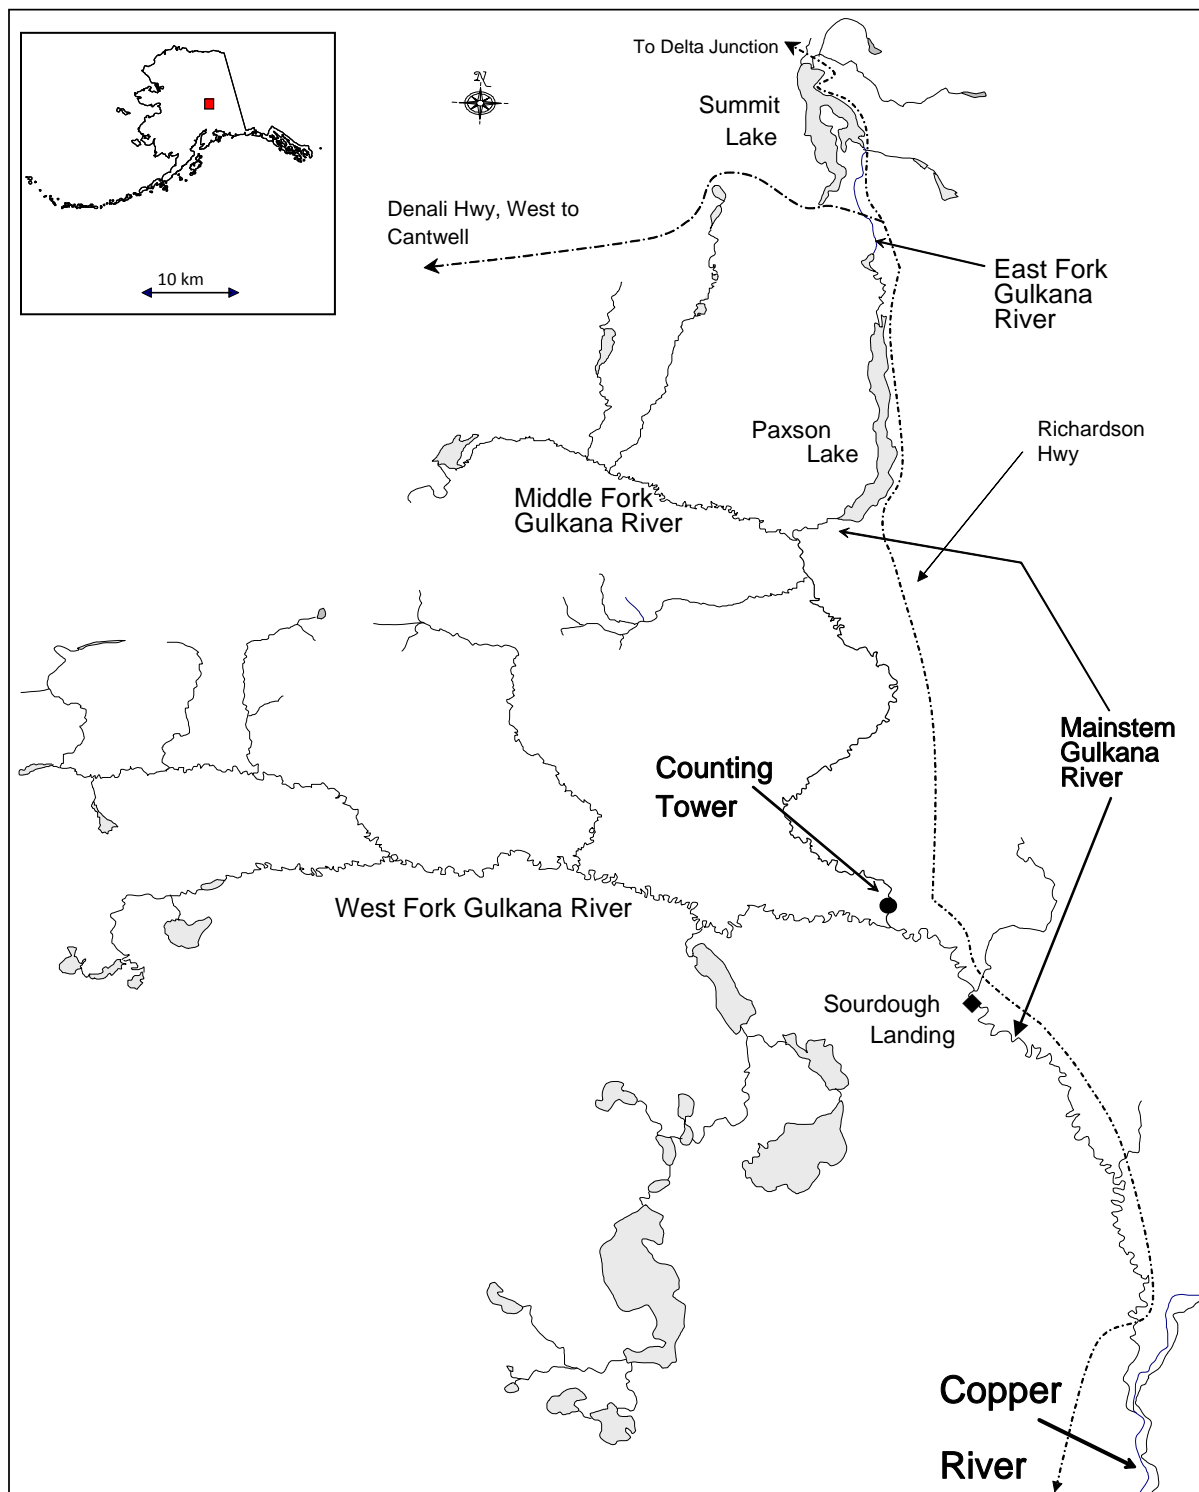 To Delta Junction
N
Summit
Lake
Denali Hwy, West to
Cantwell
10 km
East Fork
Gulkana
River
Paxson
Lake
Richardson
Hwy
Middle Fork
Gulkana River
Mainstem
Gulkana
River
Counting
Tower
West Fork Gulkana River
Sourdough
Landing
Copper
River